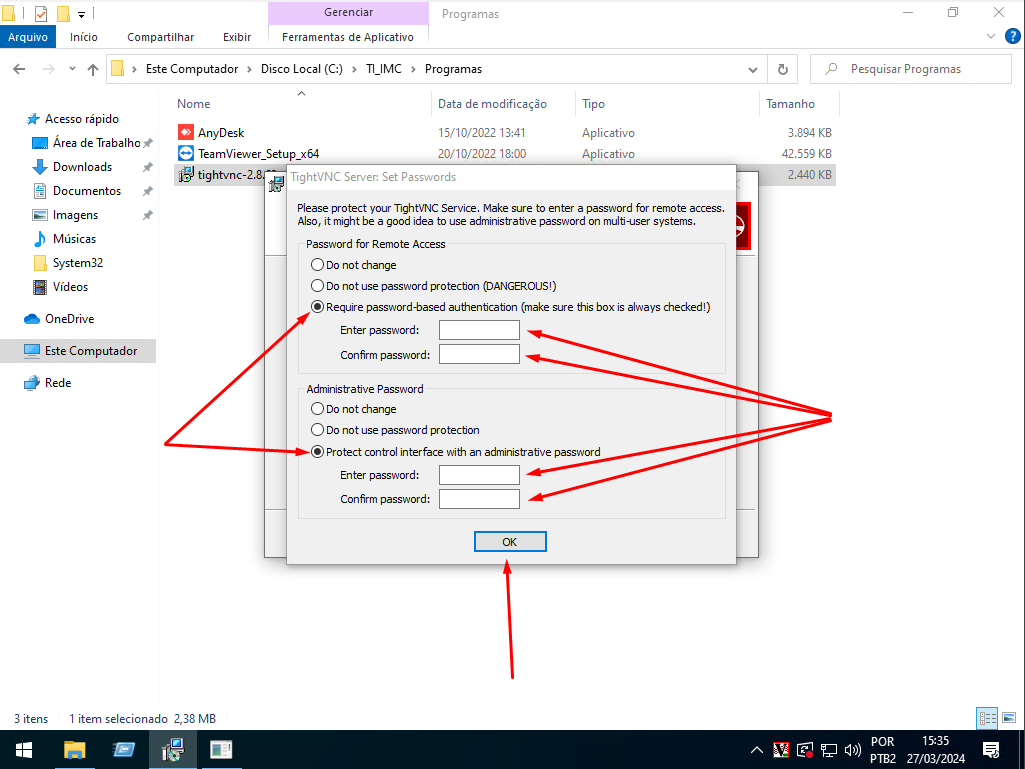 Gerenciar
Programas
Arquivo
Início
Compartilhar
Exibir
Ferramentas de Aplicativo
?
Este Computador
Disco Local (C:)
TI_IMC
Programas
Pesquisar Programas
Nome
Data de modificação
Tipo
Tamanho
Acesso rápido
Área de Trabalho
Downloads
Documentos
Imagens
Músicas
System32
Vídeos
OneDrive
Este Computador
Rede
AnyDesk
15/10/2022 13:41
Aplicativo
3.894 KB
TeamViewer_Setup_x64
20/10/2022 18:00
Aplicativo
42.559 KB
tightvnc-2.8.
2.440 KB
TightVNC Server: Set Passwords
Please protect your TightVNC Service. Make sure to enter a password for remote access.
Also, it might be a good idea to use administrative password on multi-user systems.
Password for Remote Access
Do not change
Do not use password protection (DANGEROUS!)
Require password-based authentication (make sure this box is always checked!)
Enter password:
Confirm password:
Administrative Password
Do not change
Do not use password protection
Protect control interface with an administrative password
Enter password:
Confirm password:
OK
3 itens
1 item selecionado
2,38 MB
POR
PTB2
15:35
27/03/2024